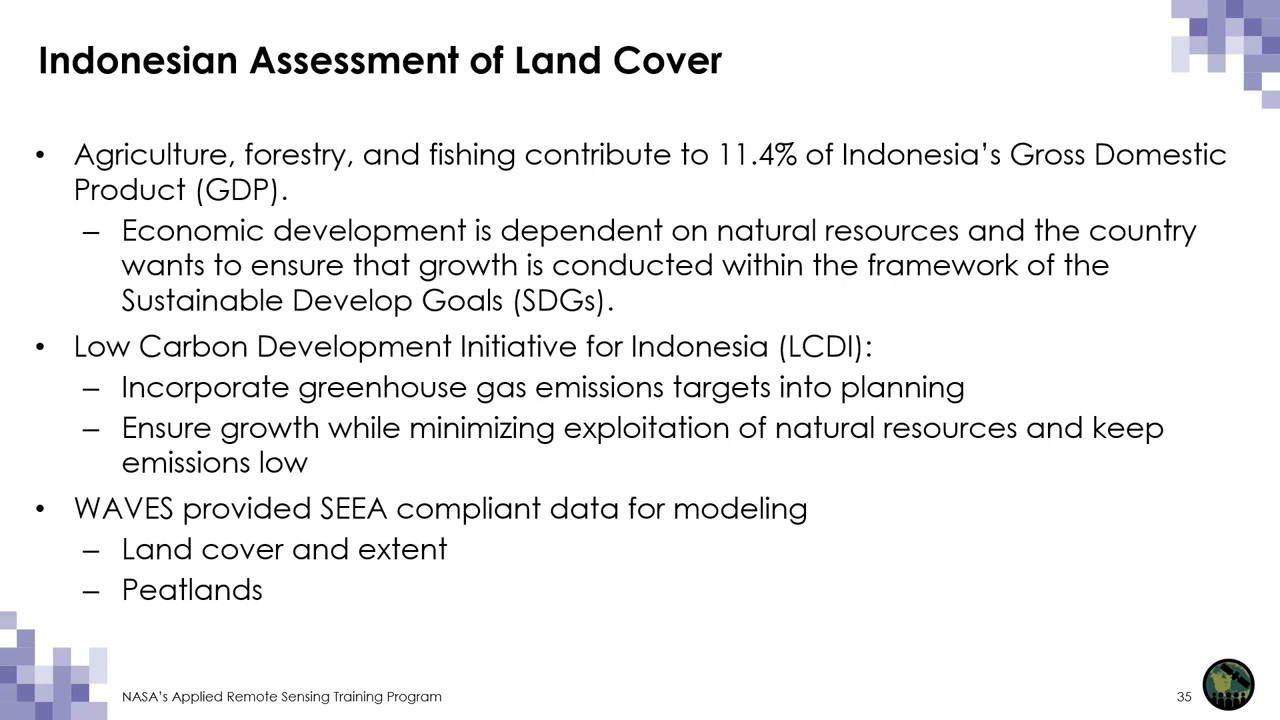 Indonesian Assessment of Land Cover
• Agriculture, forestry, and fishing contribute to 11.4% of Indonesia’s Gross Domestic
Product (GDP).
– Economic development is dependent on natural resources and the country
wants to ensure that growth is conducted within the framework of the
Sustainable Develop Goals (SDGs).
• Low Carbon Development Initiative for Indonesia (LCDI):
– Incorporate greenhouse gas emissions targets into planning
– Ensure growth while minimizing exploitation of natural resources and keep
emissions low
• WAVES provided SEEA compliant data for modeling
– Land cover and extent
– Peatlands
NASA’s Applied Remote Sensing Training Program
35